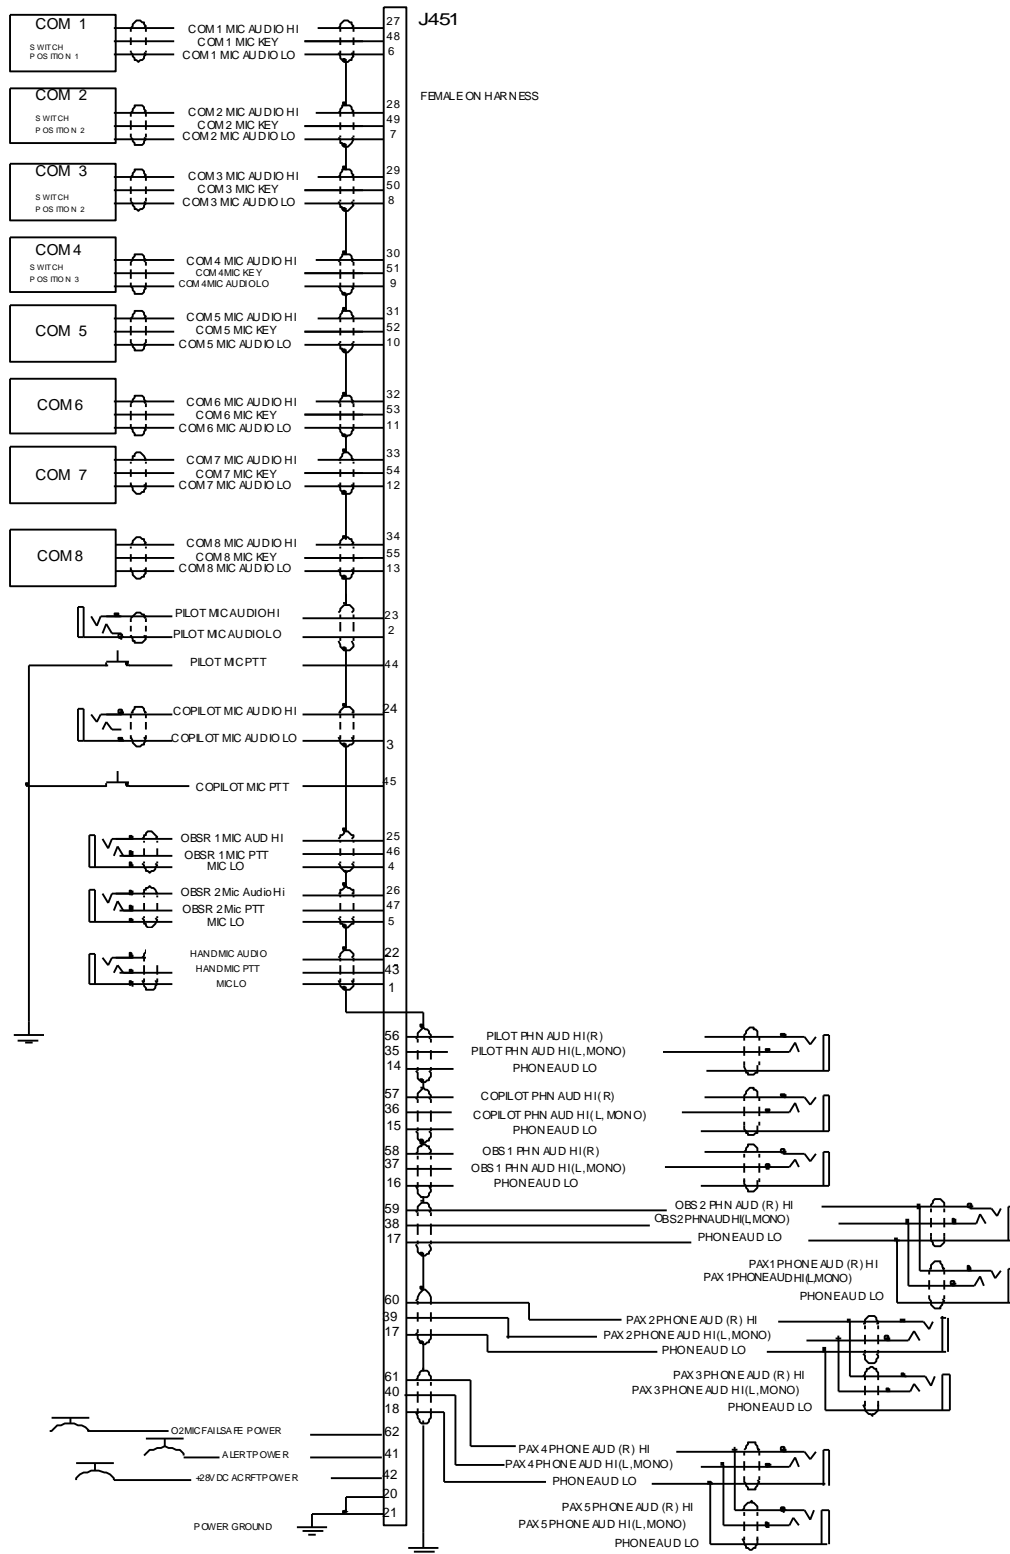 J451
FEMALE ON HARNESS
COM 1
SWITCH
POSITION 1
COM 1 MIC AUDIO HI 27
COM 1 MIC KEY 48
COM 1 MIC AUDIO LO 6
COM 2
SWITCH
POSITION 2
COM 2 MIC AUDIO HI 28
COM 2 MIC KEY 49
COM 2 MIC AUDIO LO 7
COM 3
SWITCH
POSITION 2
COM 3 MIC AUDIO HI 29
COM 3 MIC KEY 50
COM 3 MIC AUDIO LO 8
COM 4
SWITCH
POSITION 3
COM 4 MIC AUDIO HI 30
COM 4 MIC KEY 51
COM 4 MIC AUDIO LO 9
COM 5
COM 5 MIC AUDIO HI 31
COM 5 MIC KEY 52
COM 5 MIC AUDIO LO 10
COM 6
COM 6 MIC AUDIO HI 32
COM 6 MIC KEY 53
COM 6 MIC AUDIO LO 11
COM 7
COM 7 MIC AUDIO HI 33
COM 7 MIC KEY 54
COM 7 MIC AUDIO LO 12
COM 8
COM 8 MIC AUDIO HI 34
COM 8 MIC KEY 55
COM 8 MIC AUDIO LO 13
PILOT MIC AUDIO HI 23
PILOT MIC AUDIO LO 2
PILOT MIC PTT 44
COPILOT MIC AUDIO HI 24
COPILOT MIC AUDIO LO 3
COPILOT MIC PTT 45
OBSR 1 MIC AUD HI 25
OBSR 1 MIC PTT 46
MIC LO 4
OBSR 2 Mic Audio Hi 26
OBSR 2 Mic PTT 47
MIC LO 5
HAND MIC AUDIO 22
HAND MIC PTT 43
MIC LO 1
56 PILOT PHN AUD HI (R)
35 PILOT PHN AUD HI (L, MONO)
14 PHONE AUD LO
57 COPILOT PHN AUD HI (R)
36 COPILOT PHN AUD HI (L, MONO)
15 PHONE AUD LO
58 OBS 1 PHN AUD HI (R)
37 OBS 1 PHN AUD HI (L, MONO)
16 PHONE AUD LO
59 OBS 2 PHN AUD (R) HI
38 OBS 2 PHN AUD HI (L, MONO)
17 PHONE AUD LO
PAX 1 PHONE AUD (R) HI
PAX 1 PHONE AUD HI (L, MONO)
PHONE AUD LO
60 PAX 2 PHONE AUD (R) HI
39 PAX 2 PHONE AUD HI (L, MONO)
17 PHONE AUD LO
PAX 3 PHONE AUD (R) HI
PAX 3 PHONE AUD HI (L, MONO)
PHONE AUD LO
61 PAX 4 PHONE AUD (R) HI
40 PAX 4 PHONE AUD HI (L, MONO)
18 PHONE AUD LO
PAX 5 PHONE AUD (R) HI
PAX 5 PHONE AUD HI (L, MONO)
PHONE AUD LO
O2 MIC FAILSAFE POWER 62
ALERT POWER 41
+28V DC ACRFT POWER 42
20
POWER GROUND 21